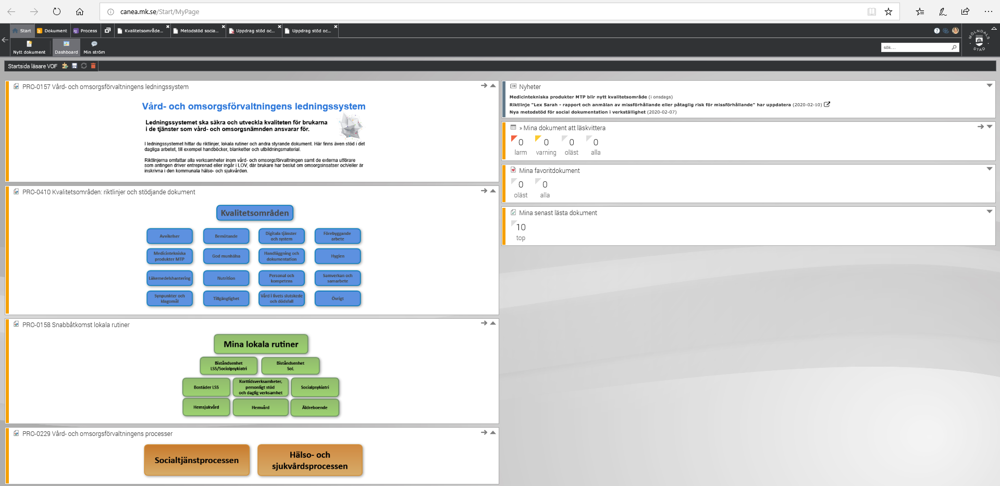 canea.mk.se/Start/MyPage
Start
Dokument
Process
Kvalitetsområde...
Metodstöd socia...
Uppdrag stöd oc...
Uppdrag stöd oc...
Nytt dokument
Dashboard
Min ström
sök...
MÖLNDALS
STAD
Startsida läsare VOF
PRO-0157 Vård- och omsorgsförvaltningens ledningssystem
Vård- och omsorgsförvaltningens ledningssystem
Ledningssystemet ska säkra och utveckla kvaliteten för brukarna
i de tjänster som vård- och omsorgsnämnden ansvarar för.
I ledningssystemet hittar du riktlinjer, lokala rutiner och andra styrande dokument. Här finns även stöd i det
dagliga arbetet, till exempel handböcker, blanketter och utbildningsmaterial.
Riktlinjerna omfattar alla verksamheter inom vård- och omsorgsförvaltningen samt de externa utförare
som antingen driver entreprenad eller ingår i LOV, där brukare har beslut om omsorgsinsatser och/eller är
inskrivna i den kommunala hälso- och sjukvården.
PRO-0410 Kvalitetsområden: riktlinjer och stödjande dokument
Kvalitetsområden
Avvikelser
Bemötande
Digitala tjänster
och system
Förebyggande
arbete
Medicintekniska
produkter MTP
God munhälsa
Handläggning och
dokumentation
Hygien
Läkemedelshantering
Nutrition
Personal och
kompetens
Samverkan och
samarbete
Synpunkter och
klagomål
Tillgänglighet
Vård i livets slutskede
och dödsfall
Övrigt
PRO-0158 Snabbåtkomst lokala rutiner
Mina lokala rutiner
Biståndsenhet
LSS/Socialpsykiatri
Biståndsenhet
SoL
Bostäder LSS
Korttidsverksamheter,
personligt stöd
och daglig verksamhet
Socialpsykiatri
Hemsjukvård
Hemvård
Äldreboende
PRO-0229 Vård- och omsorgsförvaltningens processer
Socialtjänstprocessen
Hälso- och
sjukvårdsprocessen
Nyheter
Medicintekniska produkter MTP blir nytt kvalitetsområde (i onsdags)
Riktlinje "Lex Sarah - rapport och anmälan av missförhållande eller påtaglig risk för missförhållande" har uppdatera (2020-02-10)
Nya metodstöd för social dokumentation i verkställighet (2020-02-07)
» Mina dokument att läskvittera
0 0 0 0
larm varning oläst alla
Mina favoritdokument
0 0
oläst alla
Mina senast lästa dokument
10
top